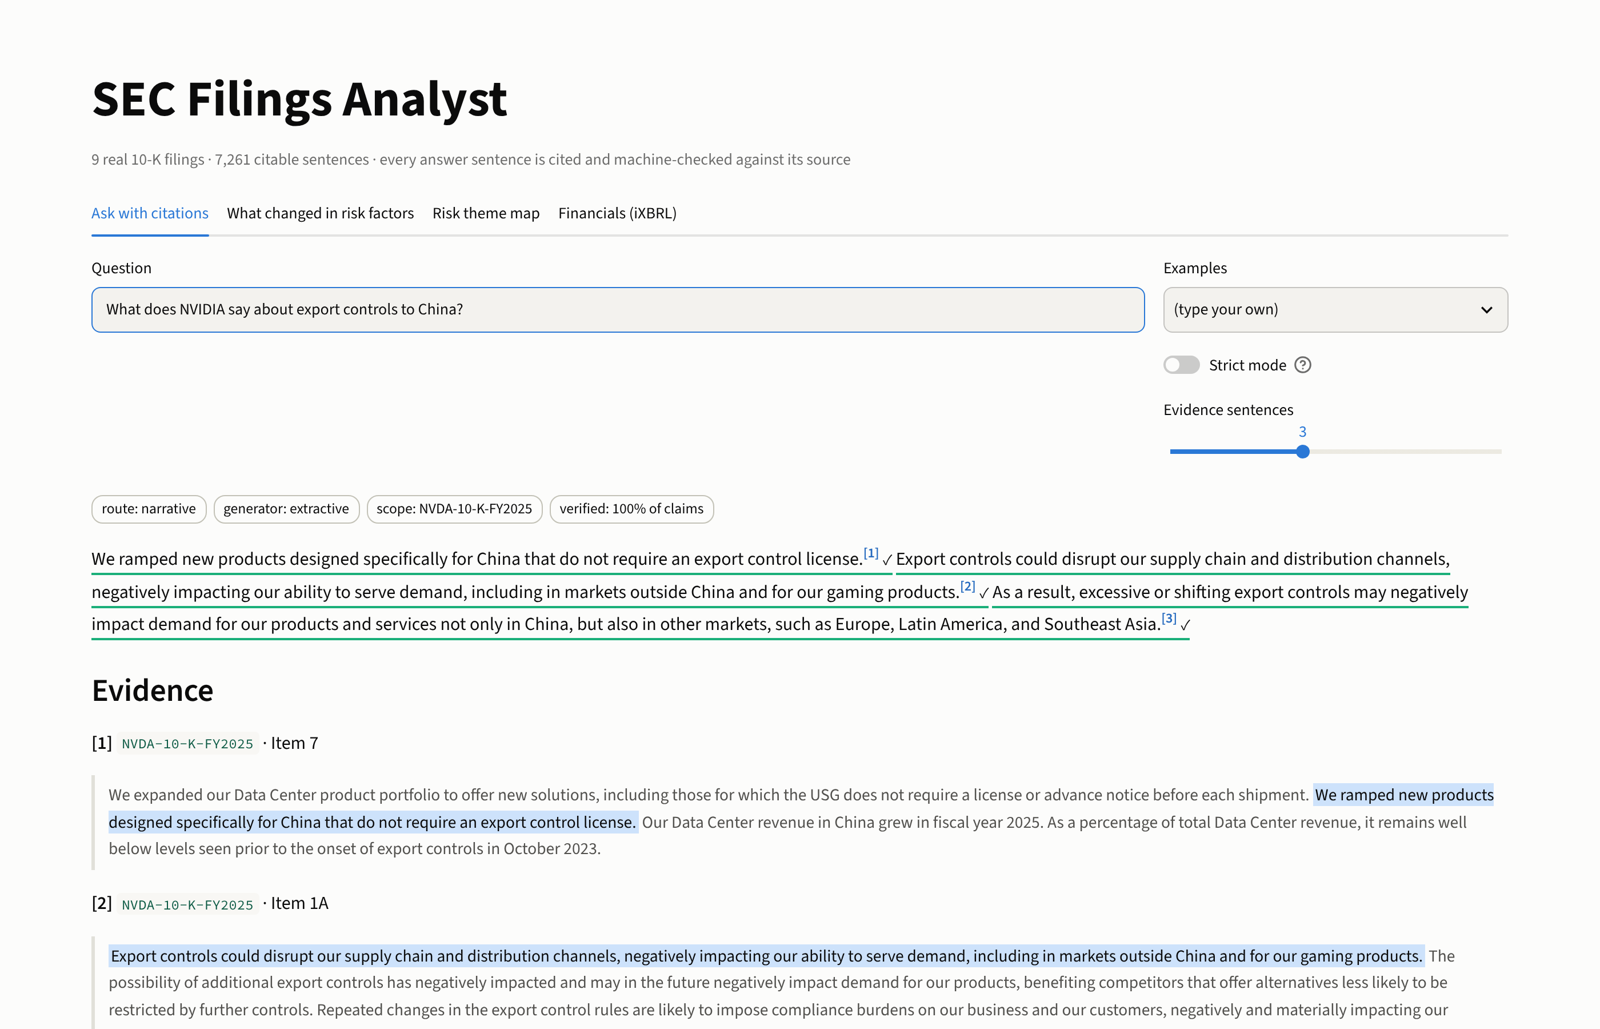 SEC Filings Analyst
9 real 10-K filings · 7,261 citable sentences · every answer sentence is cited and machine-checked against its source
Ask with citations What changed in risk factors Risk theme map Financials (iXBRL)
Question
What does NVIDIA say about export controls to China?
Examples
(type your own)
Strict mode ?
Evidence sentences
3
route: narrative generator: extractive scope: NVDA-10-K-FY2025 verified: 100% of claims
We ramped new products designed specifically for China that do not require an export control license.[1] ✓ Export controls could disrupt our supply chain and distribution channels,
negatively impacting our ability to serve demand, including in markets outside China and for our gaming products.[2] ✓ As a result, excessive or shifting export controls may negatively
impact demand for our products and services not only in China, but also in other markets, such as Europe, Latin America, and Southeast Asia.[3] ✓
Evidence
[1] NVDA-10-K-FY2025 · Item 7
We expanded our Data Center product portfolio to offer new solutions, including those for which the USG does not require a license or advance notice before each shipment. We ramped new products
designed specifically for China that do not require an export control license. Our Data Center revenue in China grew in fiscal year 2025. As a percentage of total Data Center revenue, it remains well
below levels seen prior to the onset of export controls in October 2023.
[2] NVDA-10-K-FY2025 · Item 1A
Export controls could disrupt our supply chain and distribution channels, negatively impacting our ability to serve demand, including in markets outside China and for our gaming products. The
possibility of additional export controls has negatively impacted and may in the future negatively impact demand for our products, benefiting competitors that offer alternatives less likely to be
restricted by further controls. Repeated changes in the export control rules are likely to impose compliance burdens on our business and our customers, negatively and materially impacting our